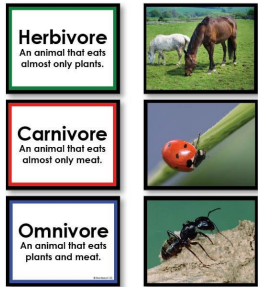 Herbivore
An animal that eats
almost only plants.
Carnivore
An animal that eats
almost only meat.
Omnivore
An animal that eats
plants and meat.